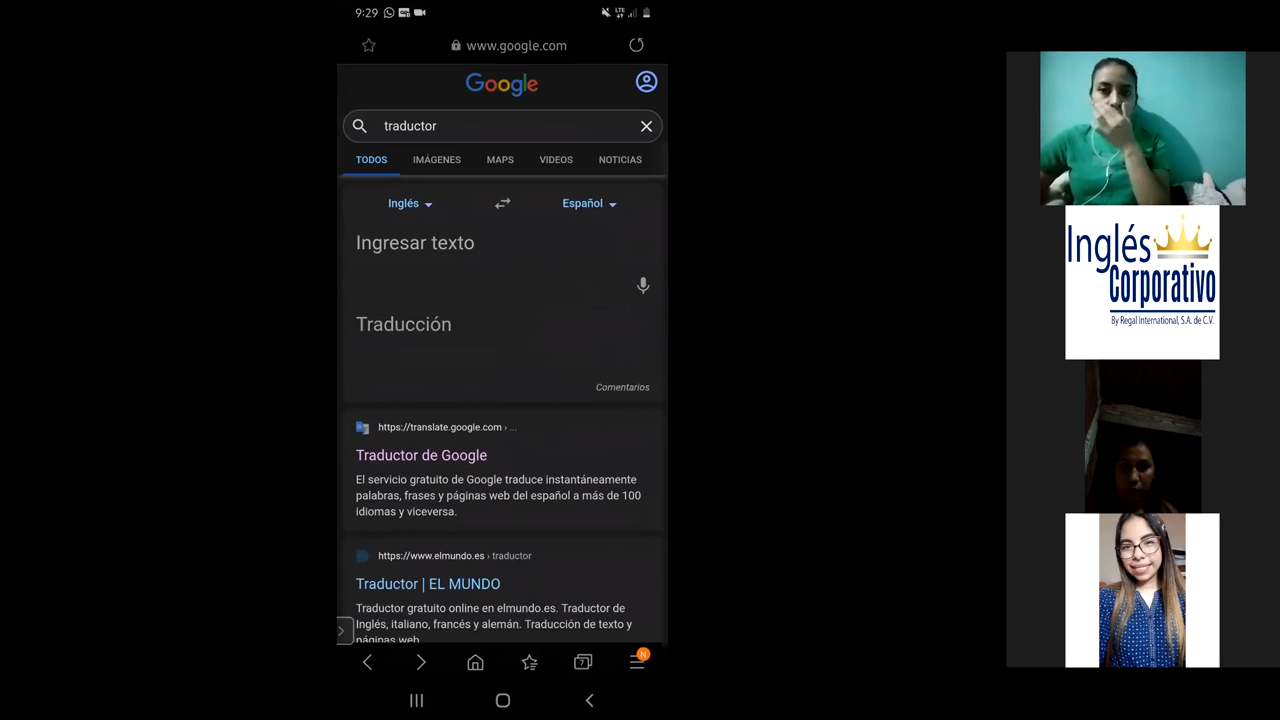 9:29
www.google.com
Google
traductor
TODOS IMÁGENES MAPS VIDEOS NOTICIAS
Inglés Español
Ingresar texto
Traducción
Comentarios
https://translate.google.com › ...
Traductor de Google
El servicio gratuito de Google traduce instantáneamente
palabras, frases y páginas web del español a más de 100
idiomas y viceversa.
https://www.elmundo.es › traductor
Traductor | EL MUNDO
Traductor gratuito online en elmundo.es. Traductor de
Inglés, italiano, francés y alemán. Traducción de texto y
páginas web
7
N
Inglés
Corporativo
By Regal International, S.A. de C.V.